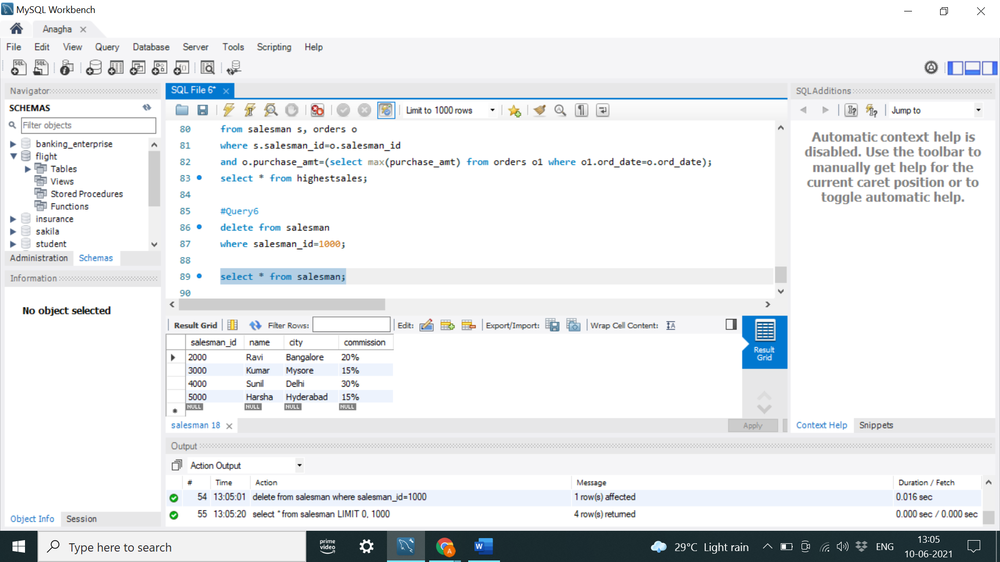 MySQL Workbench
Anagha
File Edit View Query Database Server Tools Scripting Help
Navigator
SCHEMAS
Filter objects
banking_enterprise
flight
Tables
Views
Stored Procedures
Functions
insurance
sakila
student
Administration Schemas
Information
No object selected
Object Info Session
SQL File 6*
Limit to 1000 rows
80 from salesman s, orders o
81 where s.salesman_id=o.salesman_id
82 and o.purchase_amt=(select max(purchase_amt) from orders o1 where o1.ord_date=o.ord_date);
83 select * from highestsales;
84
85 #Query6
86 delete from salesman
87 where salesman_id=1000;
88
89 select * from salesman;
90
Result Grid Filter Rows: Edit: Export/Import: Wrap Cell Content:
salesman_id name city commission
2000 Ravi Bangalore 20%
3000 Kumar Mysore 15%
4000 Sunil Delhi 30%
5000 Harsha Hyderabad 15%
NULL NULL NULL NULL
Result
Grid
salesman 18
Apply
SQLAdditions
Jump to
Automatic context help is
disabled. Use the toolbar to
manually get help for the
current caret position or to
toggle automatic help.
Context Help Snippets
Output
Action Output
# Time Action Message Duration / Fetch
54 13:05:01 delete from salesman where salesman_id=1000 1 row(s) affected 0.016 sec
55 13:05:20 select * from salesman LIMIT 0, 1000 4 row(s) returned 0.000 sec / 0.000 sec
Type here to search
prime
video
W
A
29°C Light rain
ENG
13:05
10-06-2021